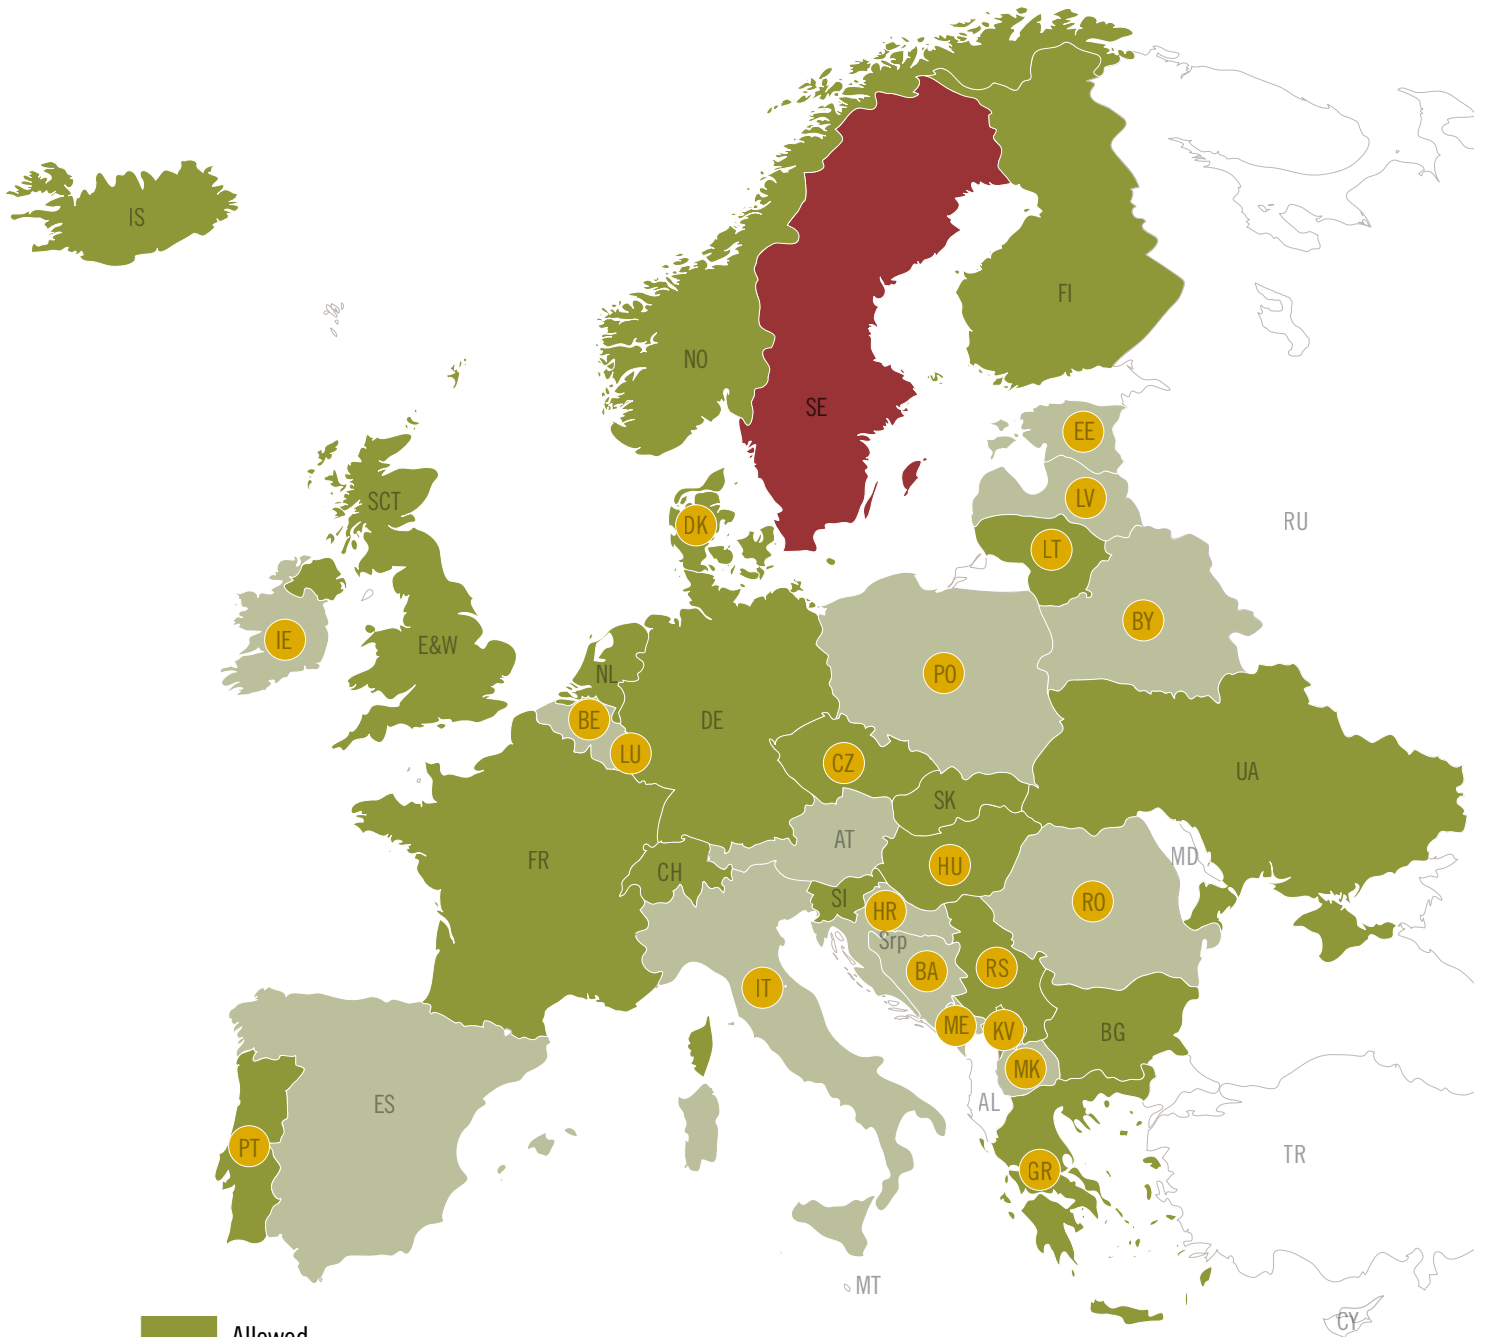 IS
FI
NO
SE
EE
SCT
LV
RU
DK
LT
BY
IE
E&W
NL
PO
BE
DE
LU
CZ
UA
SK
AT
FR
MD
CH
HU
SI
RO
HR
Srp
RS
BA
IT
ME
KV
BG
MK
ES
AL
PT
TR
GR
MT
CY
Allowed